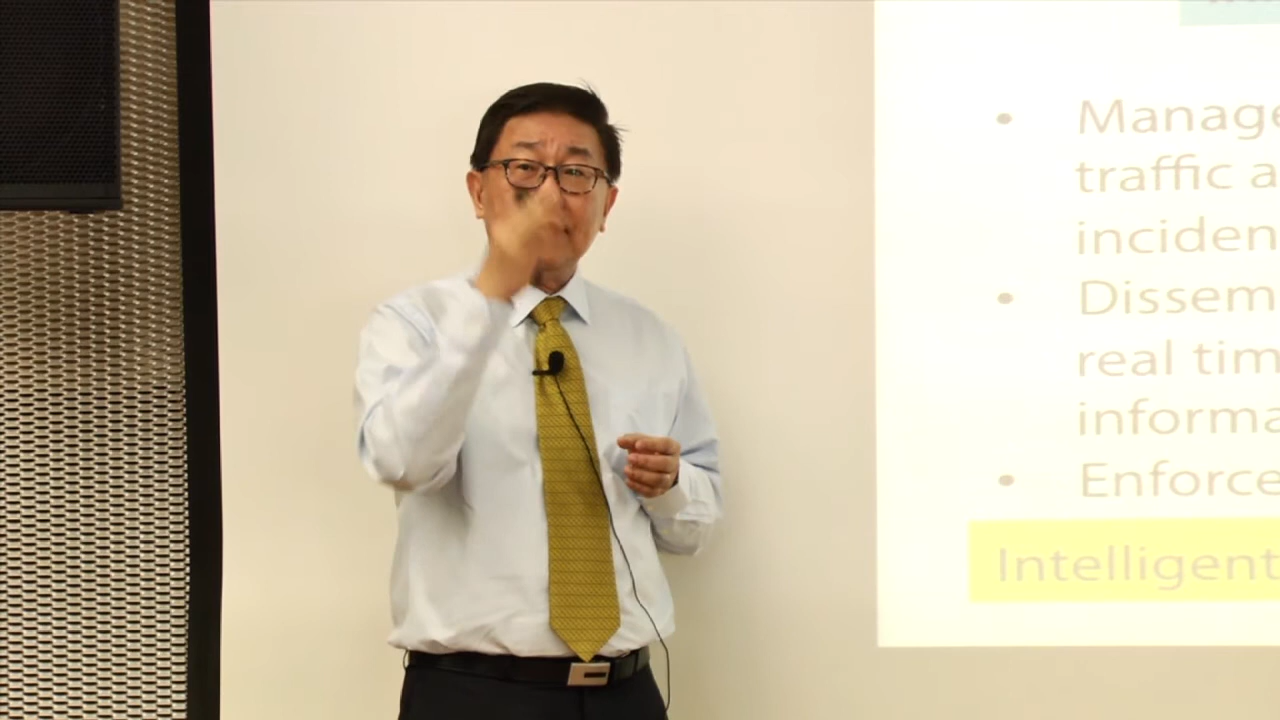 • Manage
traffic a
inciden
• Dissem
real tim
informa
• Enforce
Intelligent